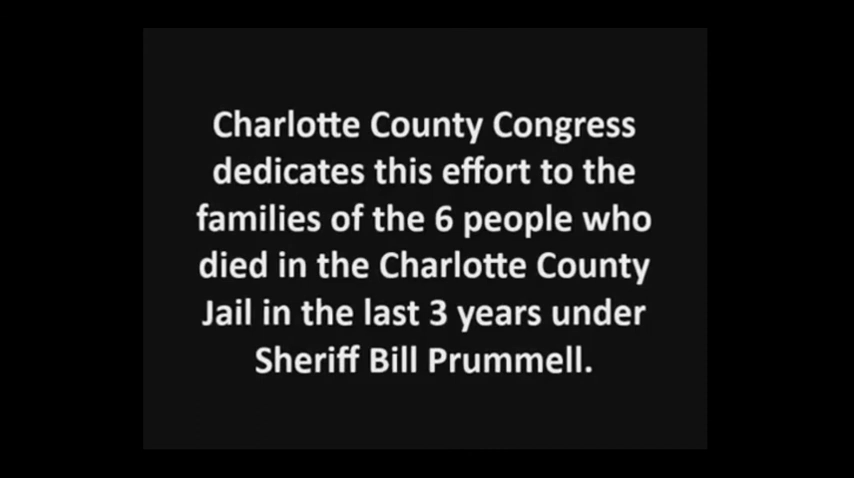 Charlotte County Congress
dedicates this effort to the
families of the 6 people who
died in the Charlotte County
Jail in the last 3 years under
Sheriff Bill Prummell.